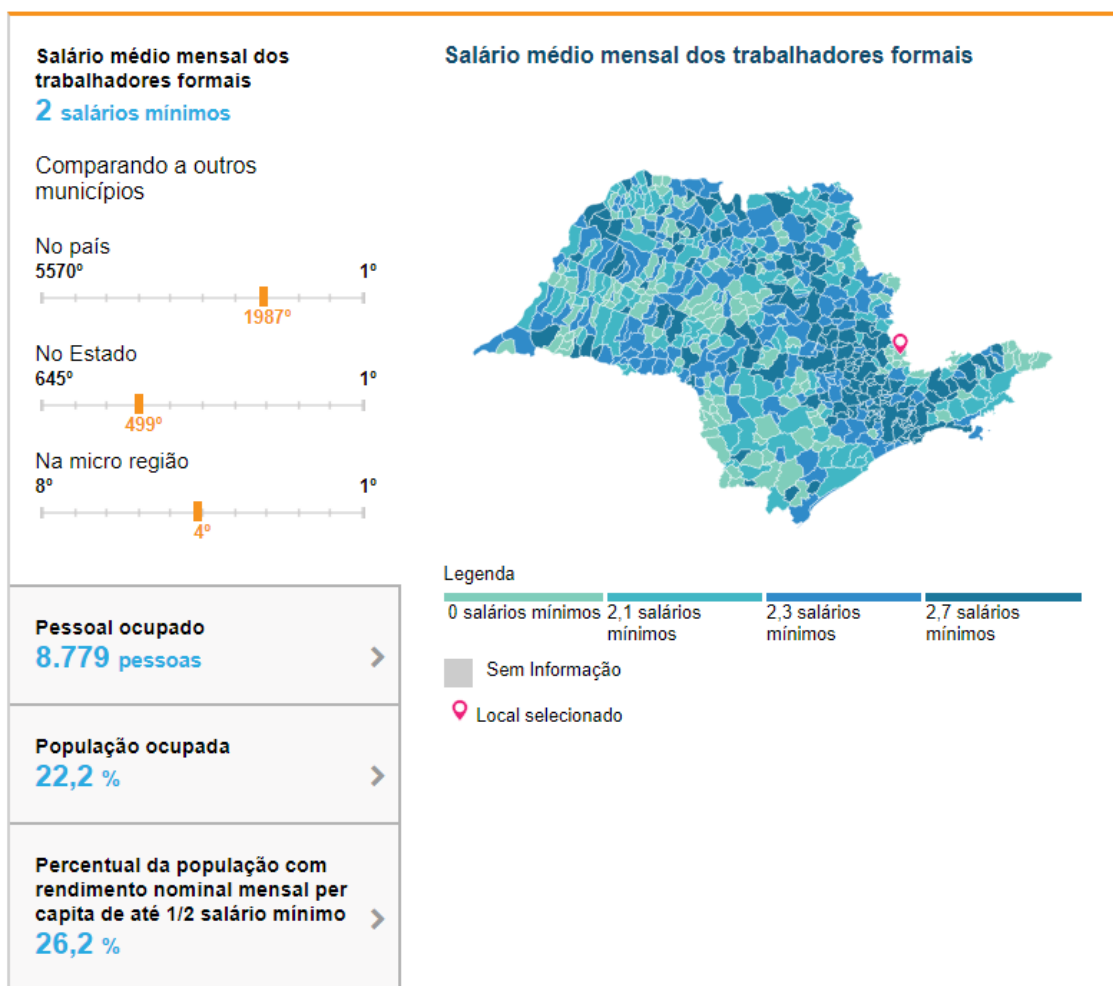 Salário médio mensal dos
trabalhadores formais
2 salários mínimos
Comparando a outros
municípios
No país
5570º 1º
1987º
No Estado
645º 1º
499º
Na micro região
8º 1º
4º
Pessoal ocupado
8.779 pessoas
População ocupada
22,2 %
Percentual da população com
rendimento nominal mensal per
capita de até 1/2 salário mínimo
26,2 %
Salário médio mensal dos trabalhadores formais
Legenda
0 salários mínimos
2,1 salários
mínimos
2,3 salários
mínimos
2,7 salários
mínimos
Sem Informação
Local selecionado